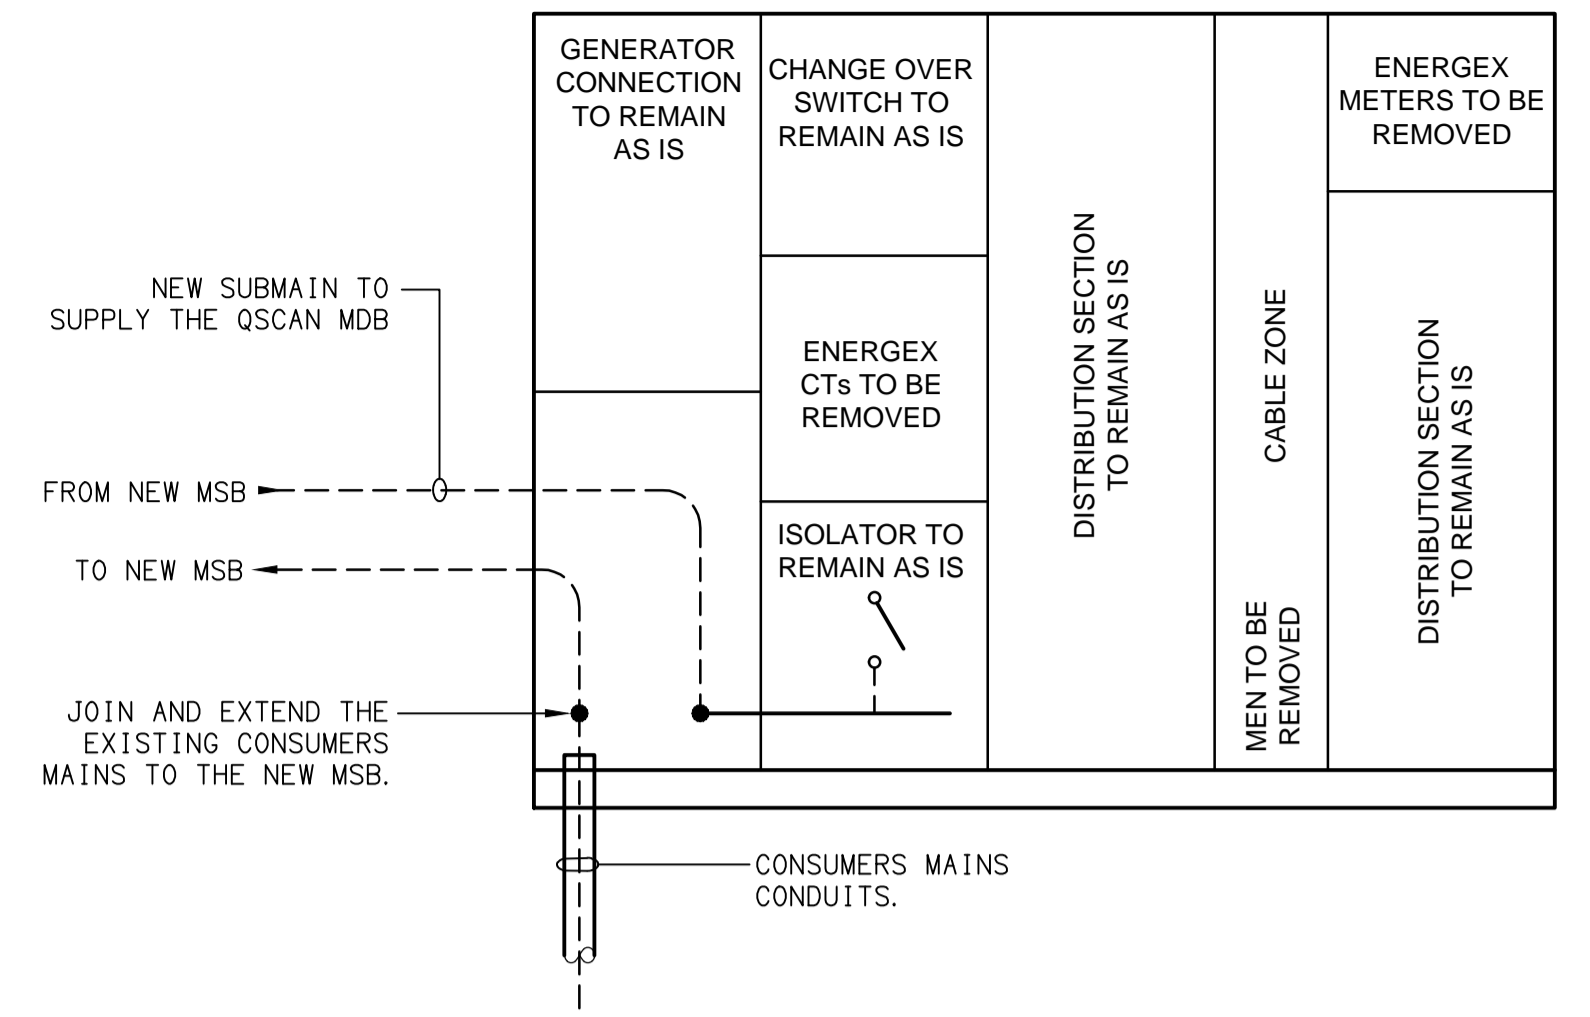 GENERATOR
CONNECTION
TO REMAIN
AS IS
CHANGE OVER
SWITCH TO
REMAIN AS IS
ENERGEX
METERS TO BE
REMOVED
NEW SUBMAIN TO
SUPPLY THE QSCAN MDB
ENERGEX
CTs TO BE
REMOVED
DISTRIBUTION SECTION
TO REMAIN AS IS
CABLE ZONE
DISTRIBUTION SECTION
TO REMAIN AS IS
FROM NEW MSB
TO NEW MSB
ISOLATOR TO
REMAIN AS IS
MEN TO BE
REMOVED
JOIN AND EXTEND THE
EXISTING CONSUMERS
MAINS TO THE NEW MSB.
CONSUMERS MAINS
CONDUITS.